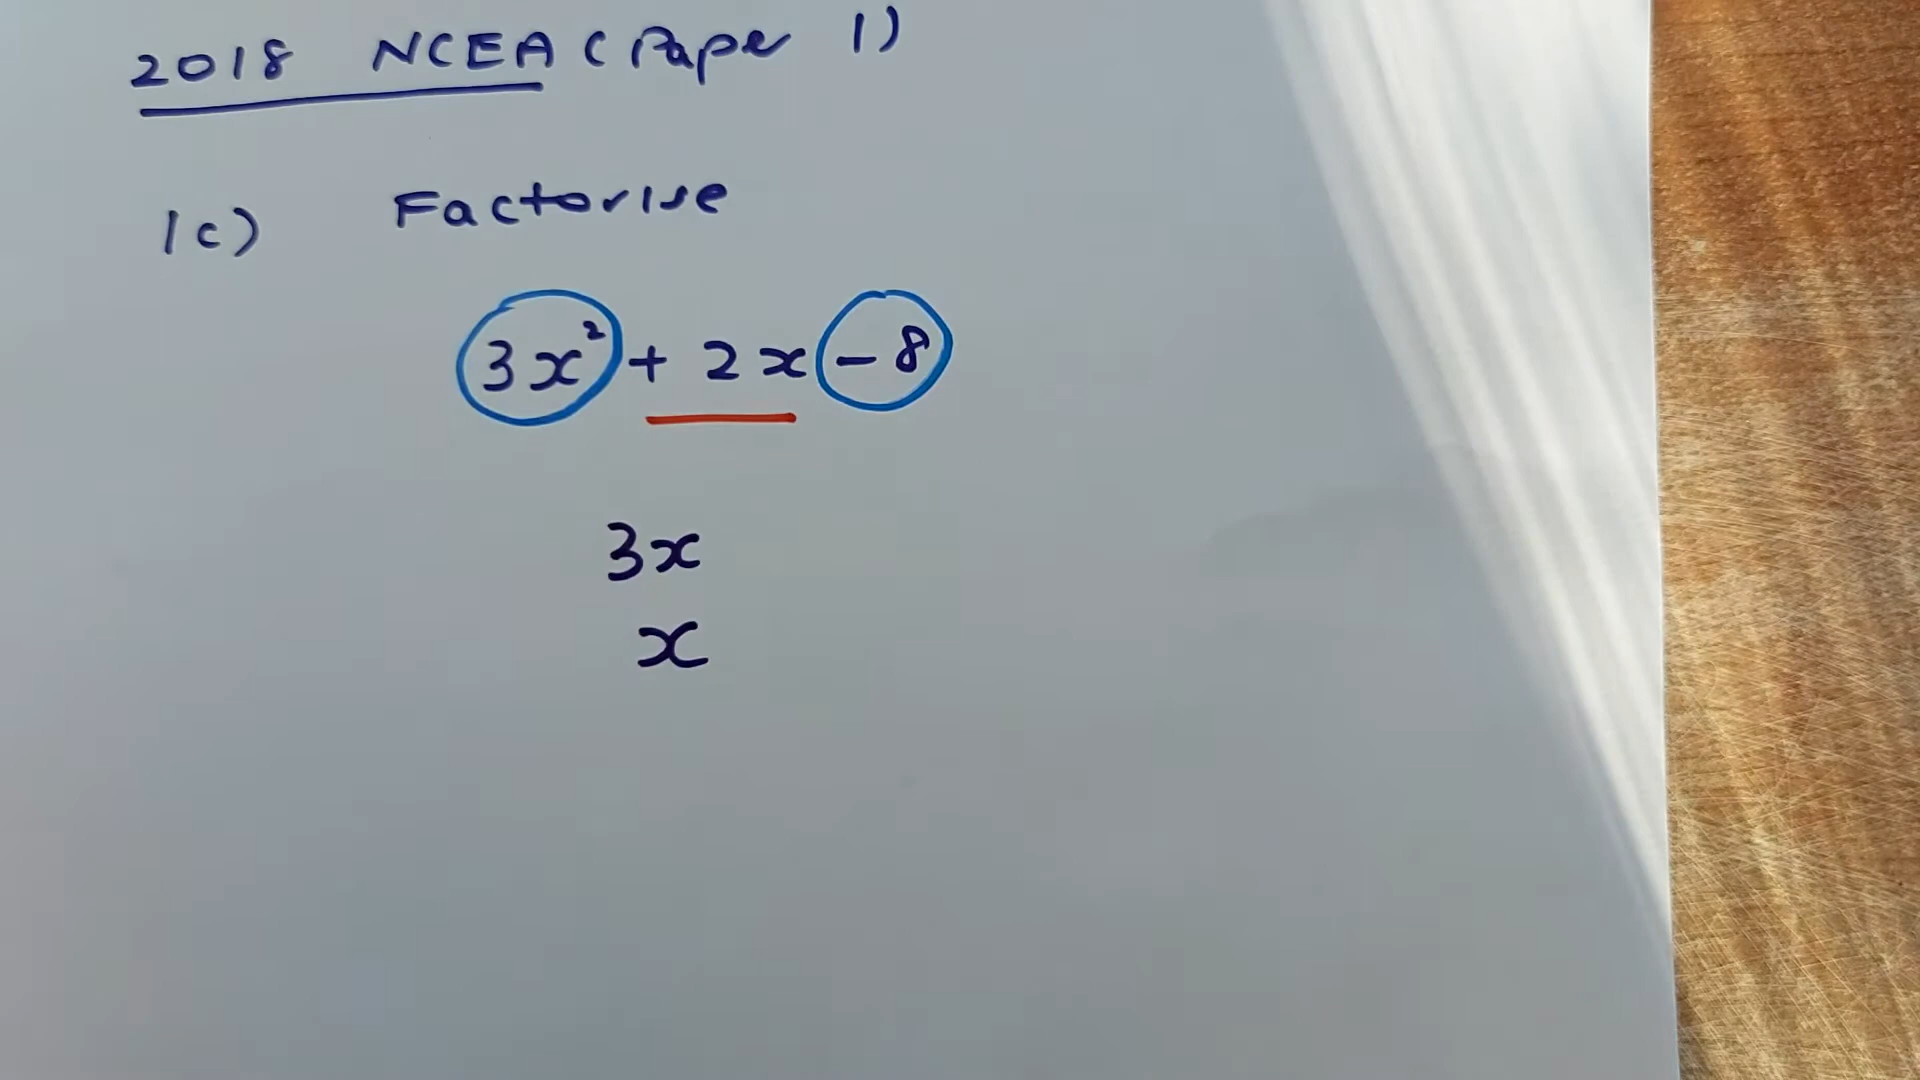 2018 NCEA (Paper 1)
1c) Factorise
3x² + 2x - 8
3x
x